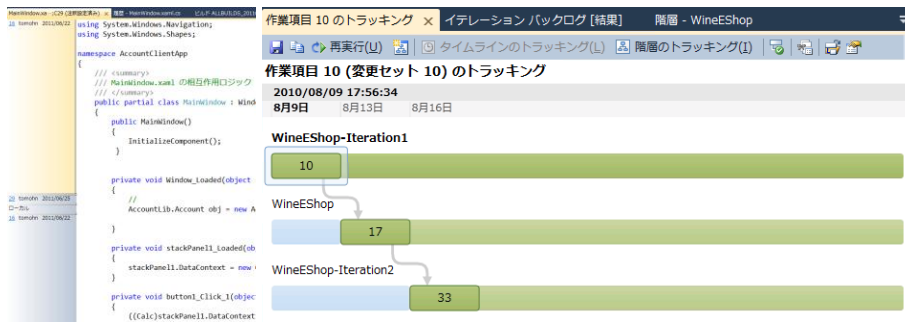 MainWindow.xa
using System.Windows.Navigation;
using System.Windows.Shapes;
namespace AccountClientApp
{
/// <summary>
/// MainWindow.xaml の相互作用ロジック
/// </summary>
public partial class MainWindow : Wind
{
public MainWindow()
{
InitializeComponent();
}
private void Window_Loaded(object
{
//
AccountLib.Account obj = new A
}
private void stackPanel1_Loaded(ob
{
stackPanel1.DataContext = new
}
private void button1_Click_1(objec
{
((Calc)stackPanel1.DataContext
tomohn 2011/06/22
tomohn 2011/06/23
ローカル
tomohn 2011/06/22
作業項目 10 のトラッキング × イテレーション バックログ [結果] 階層 - WineEShop
再実行(U) タイムラインのトラッキング(L) 階層のトラッキング(I)
作業項目 10 (変更セット 10) のトラッキング
2010/08/09 17:56:34
8月9日 8月13日 8月16日
WineEShop-Iteration1
10
WineEShop
17
WineEShop-Iteration2
33